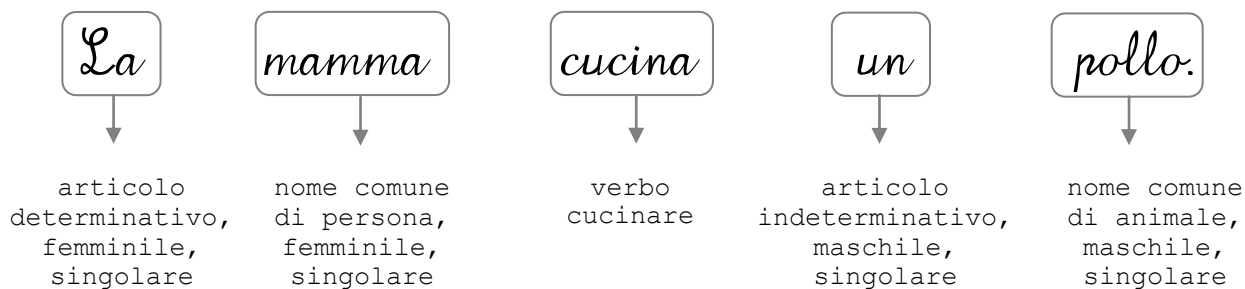 La mamma cucina un pollo.
articolo
determinativo,
femminile,
singolare
nome comune
di persona,
femminile,
singolare
verbo
cucinare
articolo
indeterminativo,
maschile,
singolare
nome comune
di animale,
maschile,
singolare